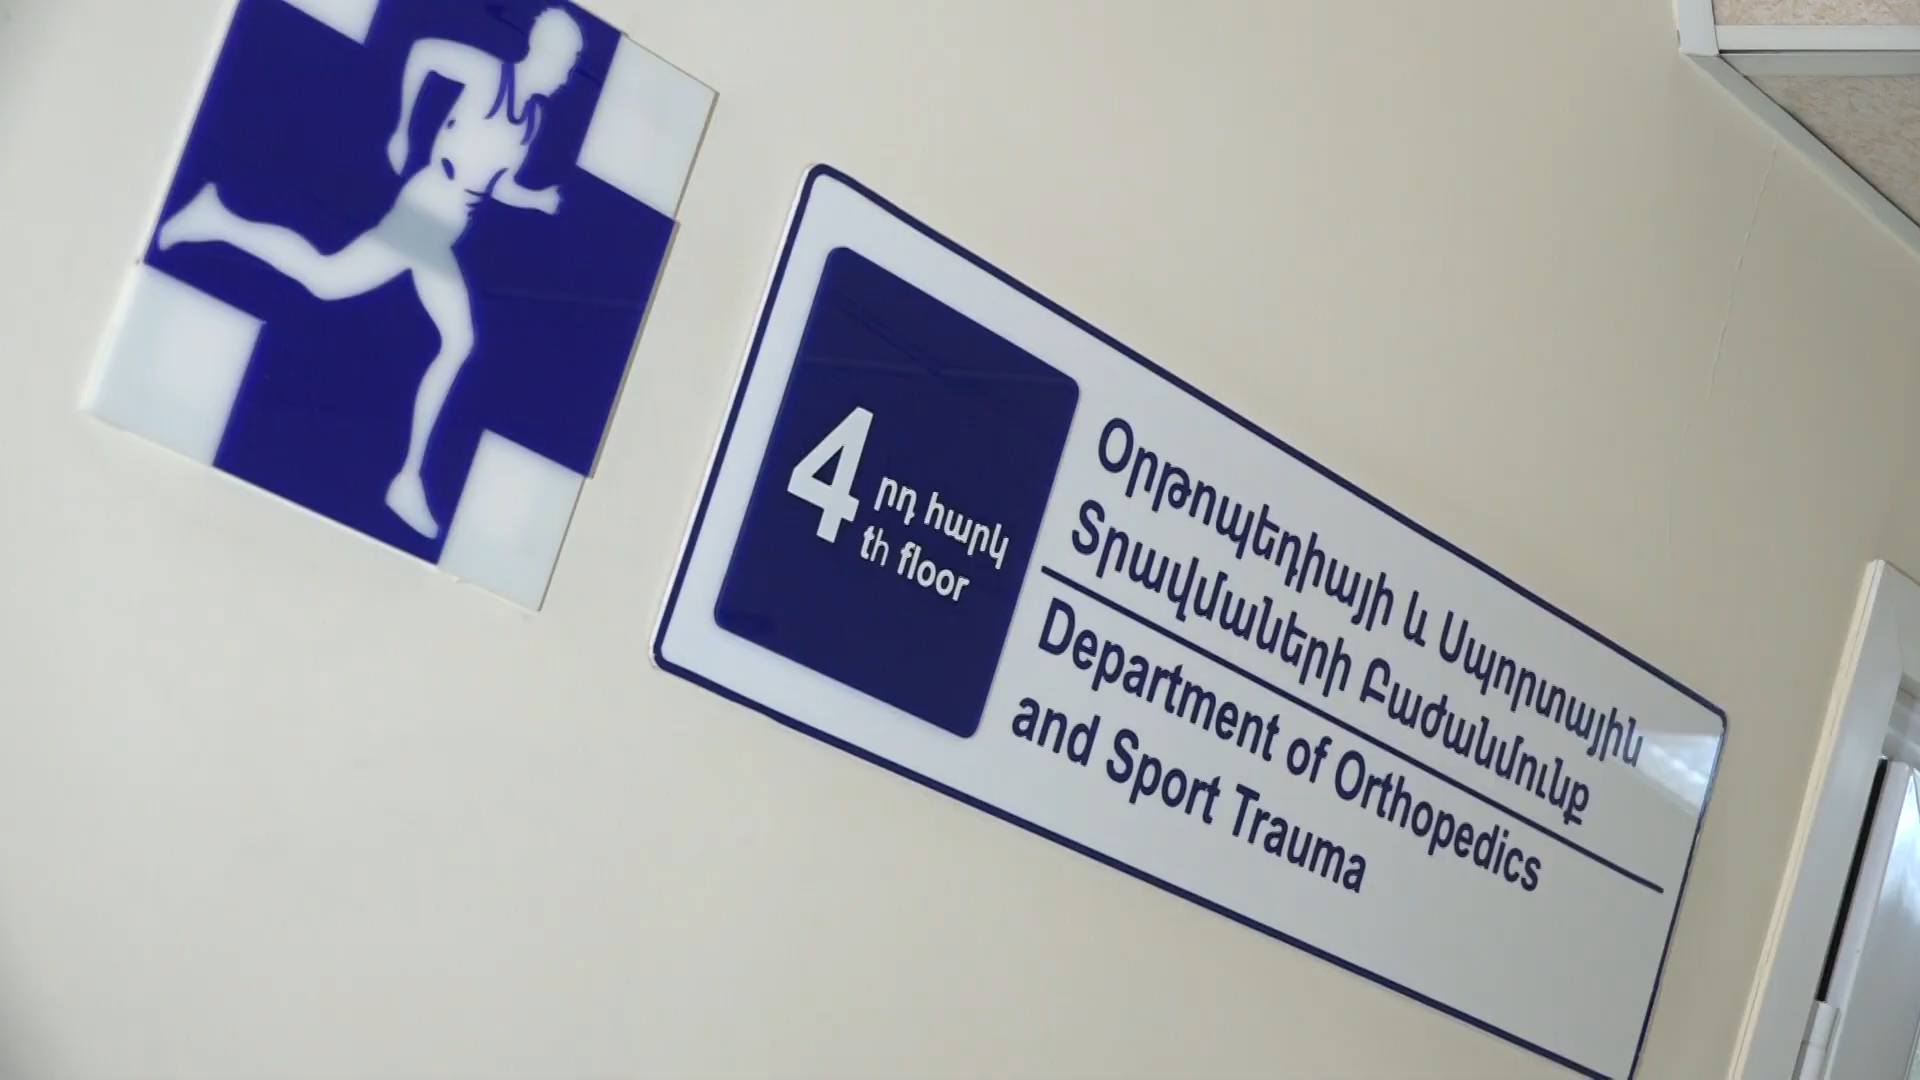 4
րդ հարկ
th floor
Օրթոպեդիայի և Սպորտային
Տրավմաների Բաժանմունք
Department of Orthopedics
and Sport Trauma